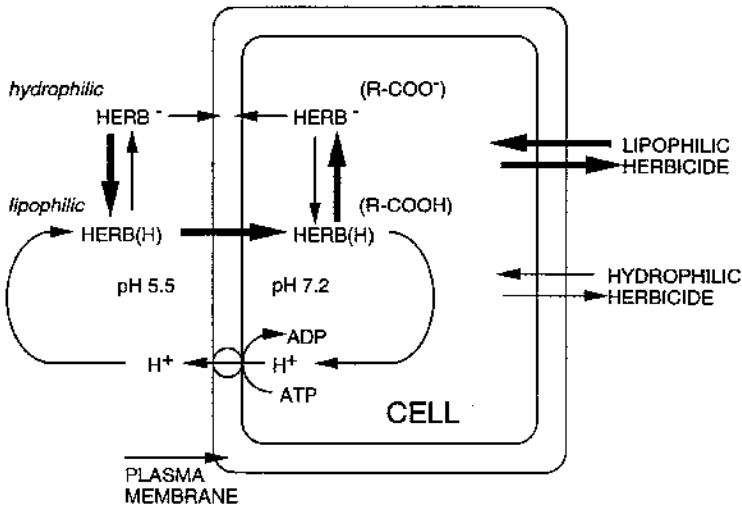 hydrophilic
HERB⁻
HERB⁻
(R-COO⁻)
LIPOPHILIC
HERBICIDE
lipophilic
HERB(H)
HERB(H)
(R-COOH)
pH 5.5
pH 7.2
HYDROPHILIC
HERBICIDE
ADP
H⁺
H⁺
ATP
CELL
PLASMA
MEMBRANE